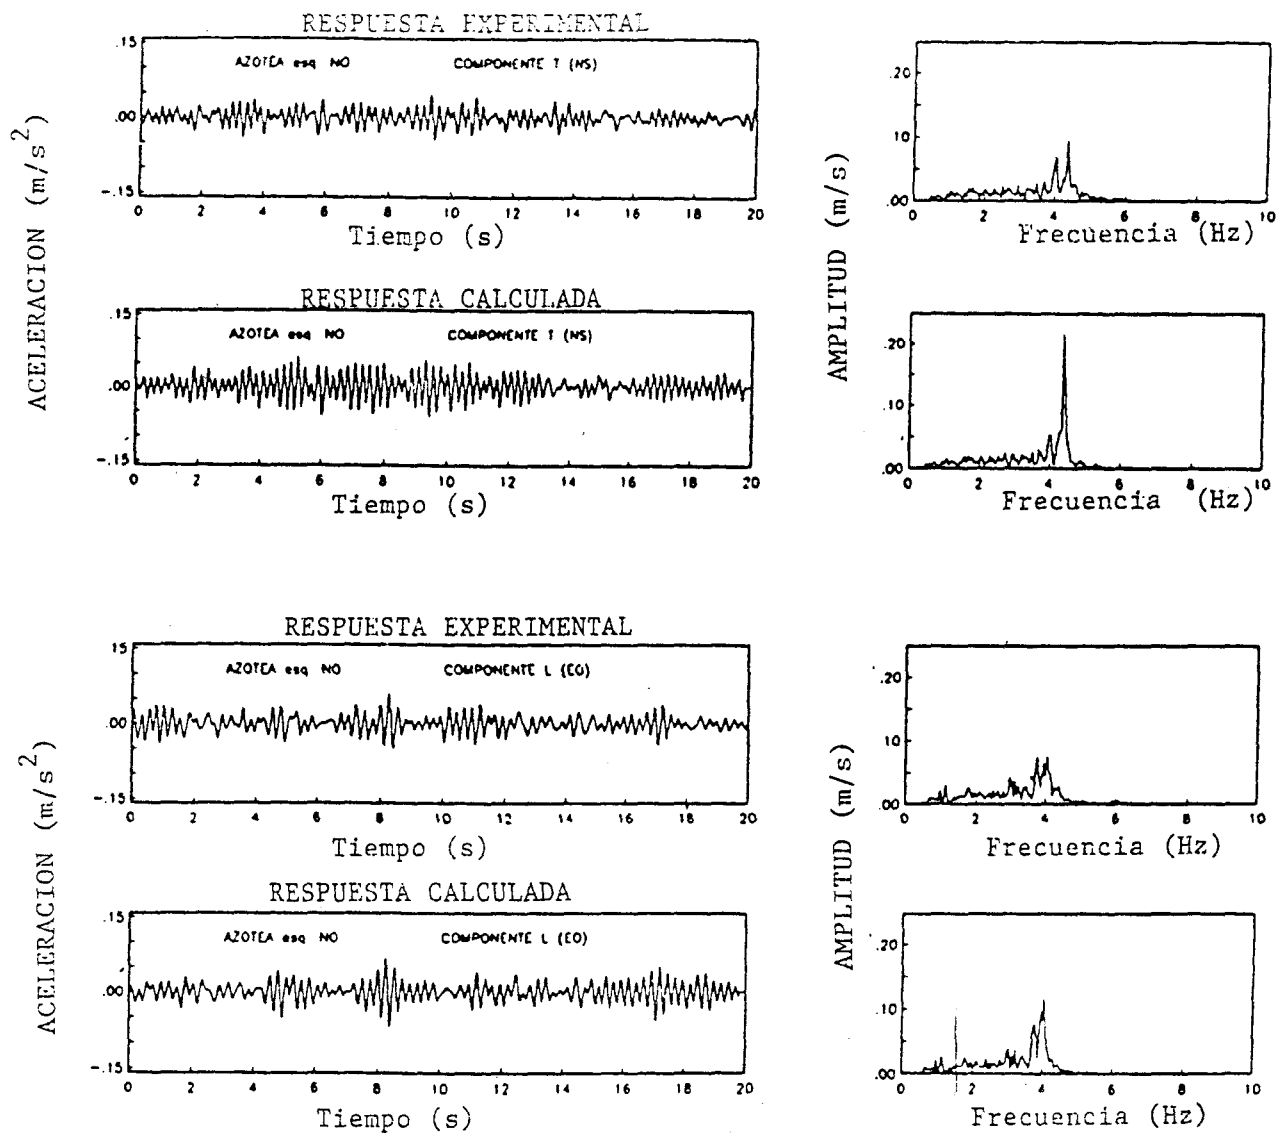 RESPUESTA EXPERIMENTAL
.15
.00
-.15
AZOTEA esq NO
COMPONENTE T (NS)
0 2 4 6 8 10 12 14 16 18 20
Tiempo (s)
.20
.10
.00
2 4 6 8 10
Frecuencia (Hz)
ACELERACION (m/s2)
AMPLITUD (m/s)
RESPUESTA CALCULADA
.15
.00
-.15
AZOTEA esq NO
COMPONENTE T (NS)
0 2 4 6 8 10 12 14 16 18 20
Tiempo (s)
.20
.10
.00
0 2 4 6 8 10
Frecuencia (Hz)
RESPUESTA EXPERIMENTAL
15
.00
-.15
AZOTEA esq NO
COMPONENTE L (EO)
0 2 4 6 8 10 12 14 16 18 20
Tiempo (s)
.20
.10
.00
0 2 4 6 8 10
Frecuencia (Hz)
ACELERACION (m/s2)
AMPLITUD (m/s)
RESPUESTA CALCULADA
.15
.00
-.15
AZOTEA esq NO
COMPONENTE L (EO)
0 2 4 6 8 10 12 14 16 18 20
Tiempo (s)
.20
.10
.00
0 2 4 6 8 10
Frecuencia (Hz)